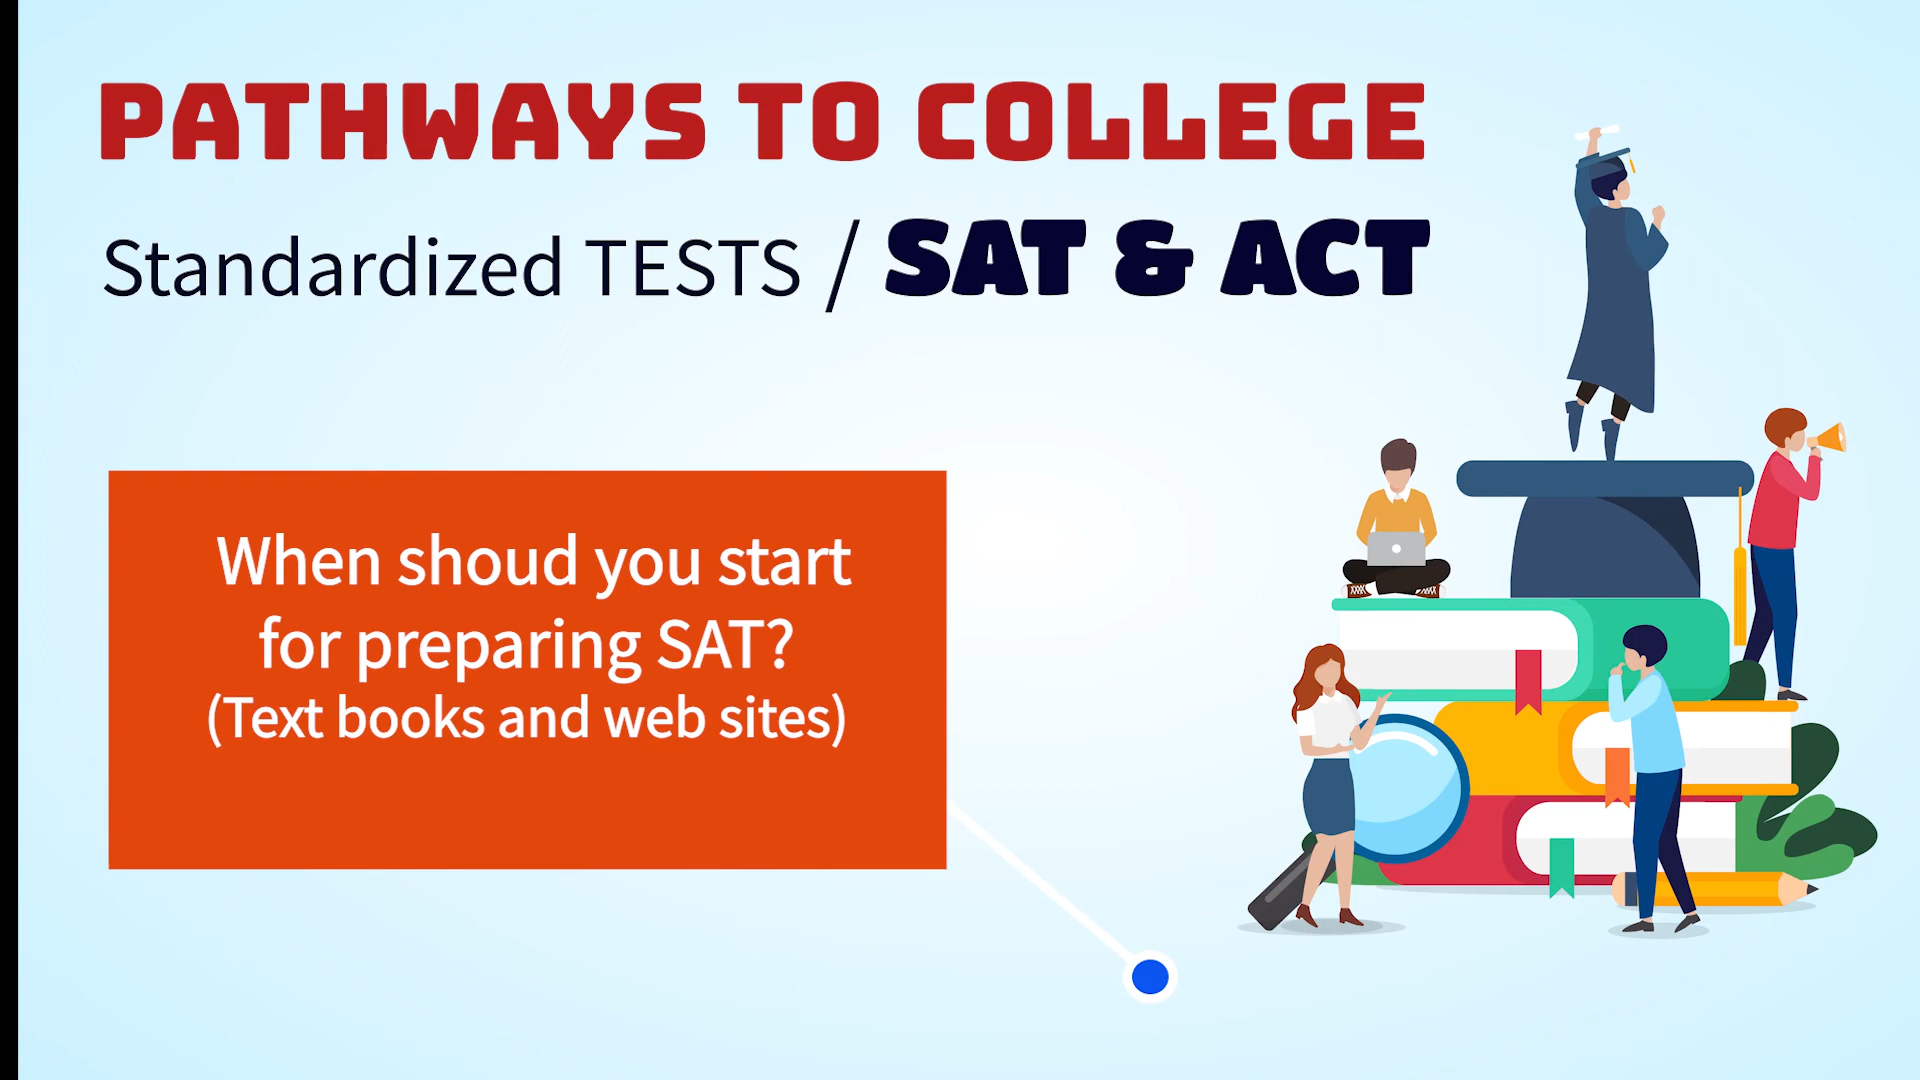 PATHWAYS TO COLLEGE
Standardized TESTS / SAT & ACT
When shoud you start
for preparing SAT?
(Text books and web sites)